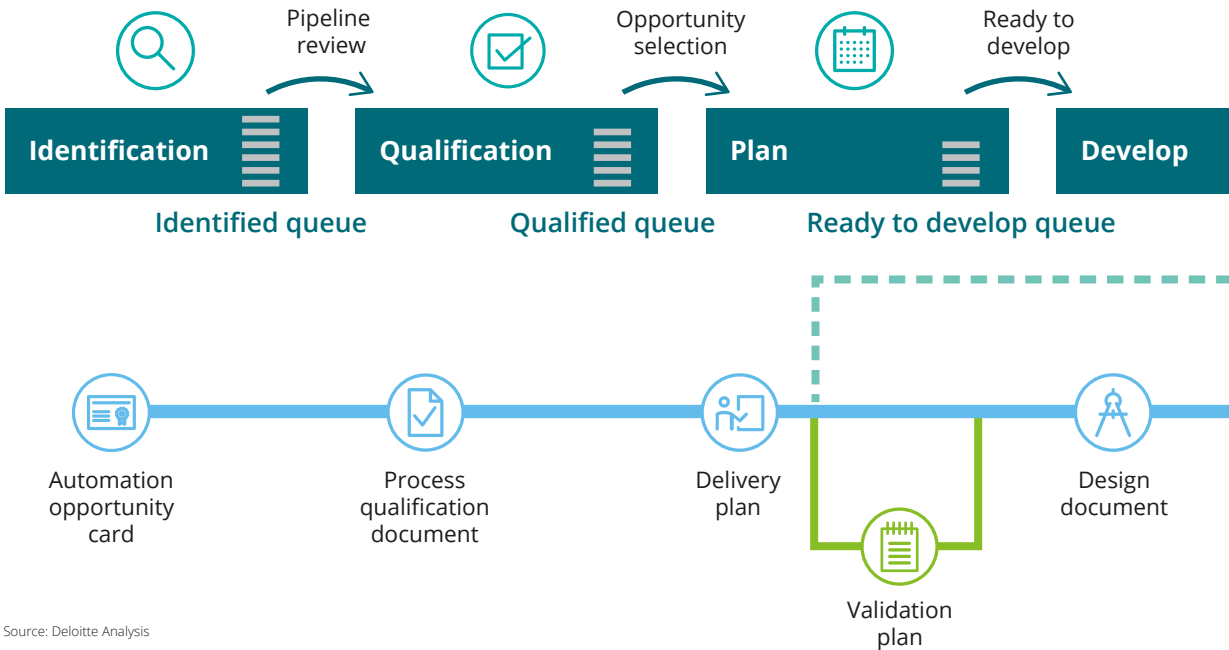 Pipeline
review
Opportunity
selection
Ready to
develop
Identification
Qualification
Plan
Develop
Identified queue
Qualified queue
Ready to develop queue
Automation
opportunity
card
Process
qualification
document
Delivery
plan
Design
document
Validation
plan
Source: Deloitte Analysis